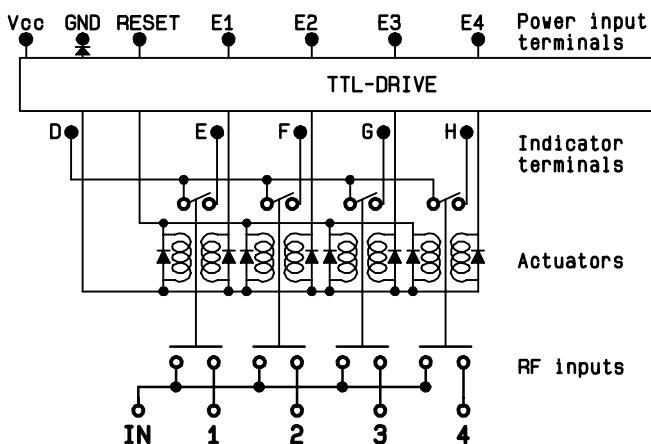 Vcc GND RESET E1 E2 E3 E4 Power input
terminals
TTL-DRIVE
D E F G H Indicator
terminals
Actuators
RF inputs
IN 1 2 3 4